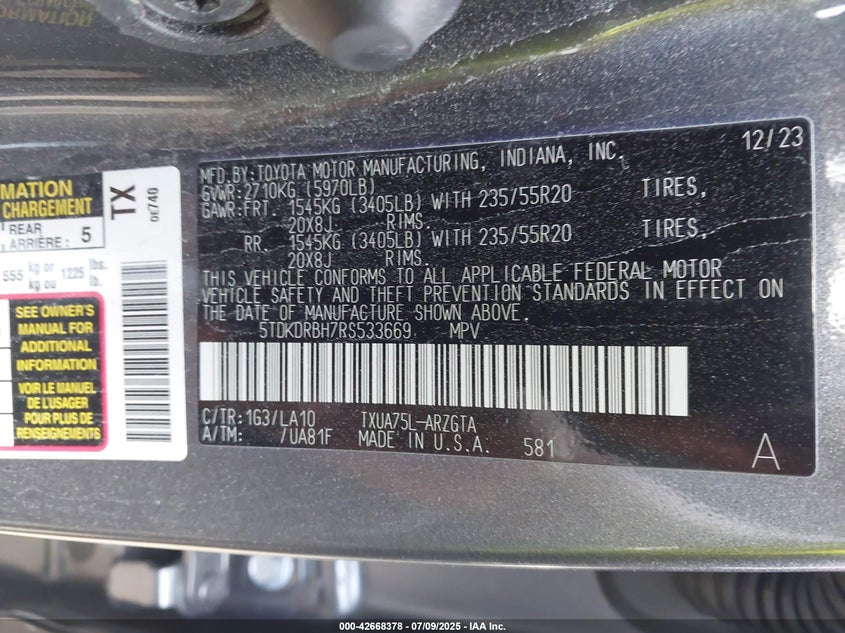 MATION
CHARGEMENT
REAR
ARRIÈRE : 5
555 kg or 1225 lbs.
kg ou lb.
SEE OWNER'S
MANUAL FOR
ADDITIONAL
INFORMATION
VOIR LE MANUEL
DE L'USAGER
POUR PLUS DE
RENSEIGNEMENTS
TX
0E740
12/23
MFD.BY:TOYOTA MOTOR MANUFACTURING, INDIANA, INC.
GVWR:2710KG (5970LB)
GAWR:FRT. 1545KG (3405LB) WITH 235/55R20 TIRES,
20X8J RIMS.
RR. 1545KG (3405LB) WITH 235/55R20 TIRES,
20X8J RIMS.
THIS VEHICLE CONFORMS TO ALL APPLICABLE FEDERAL MOTOR
VEHICLE SAFETY AND THEFT PREVENTION STANDARDS IN EFFECT ON
THE DATE OF MANUFACTURE SHOWN ABOVE.
5TDKDRBH7RS533669 MPV
C/TR:1G3/LA10 TXUA75L-ARZGTA
A/TM: /UA81F MADE IN U.S.A. 581
A
000-42668378 - 07/09/2025 - IAA Inc.